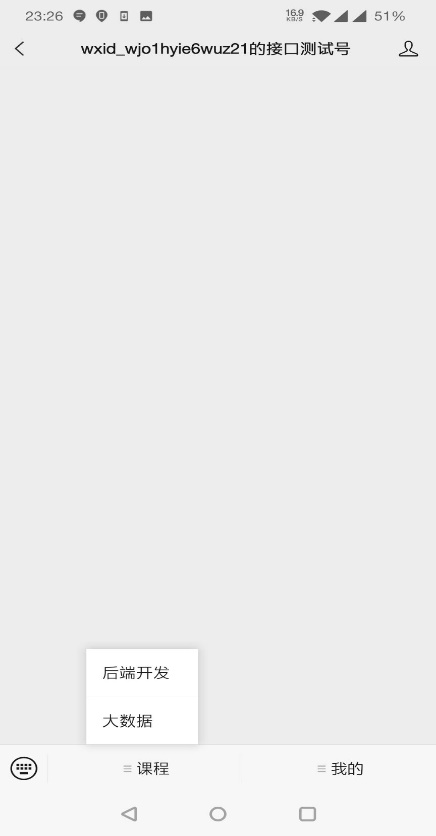 23:26
16.9
KB/S
51%
wxid_wjo1hyie6wuz21的接口测试号
后端开发
大数据
课程
我的